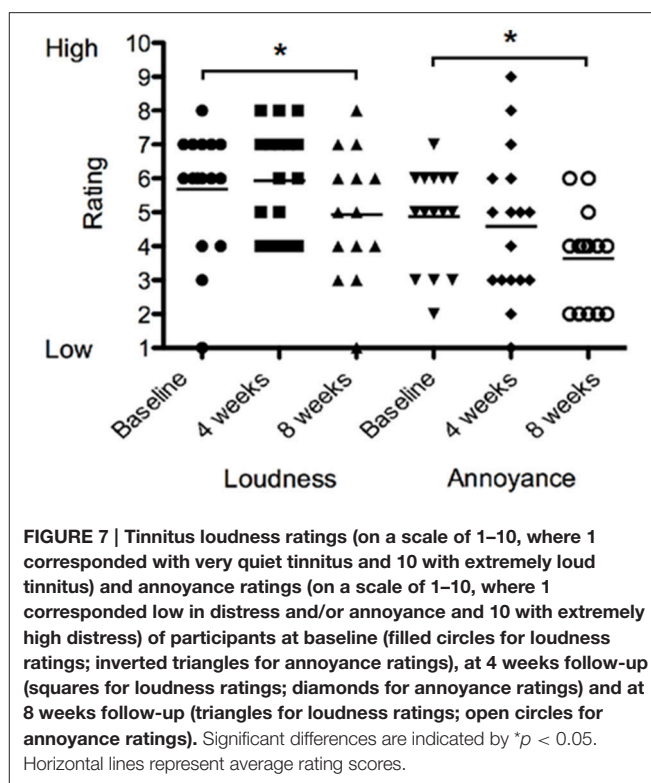 High
Low
Rating
10
9
8
7
6
5
4
3
2
1
*
*
Baseline
4 weeks
8 weeks
Baseline
4 weeks
8 weeks
Loudness
Annoyance
FIGURE 7 | Tinnitus loudness ratings (on a scale of 1–10, where 1
corresponded with very quiet tinnitus and 10 with extremely loud
tinnitus) and annoyance ratings (on a scale of 1–10, where 1
corresponded low in distress and/or annoyance and 10 with extremely
high distress) of participants at baseline (filled circles for loudness
ratings; inverted triangles for annoyance ratings), at 4 weeks follow-up
(squares for loudness ratings; diamonds for annoyance ratings) and at
8 weeks follow-up (triangles for loudness ratings; open circles for
annoyance ratings). Significant differences are indicated by *p < 0.05.
Horizontal lines represent average rating scores.